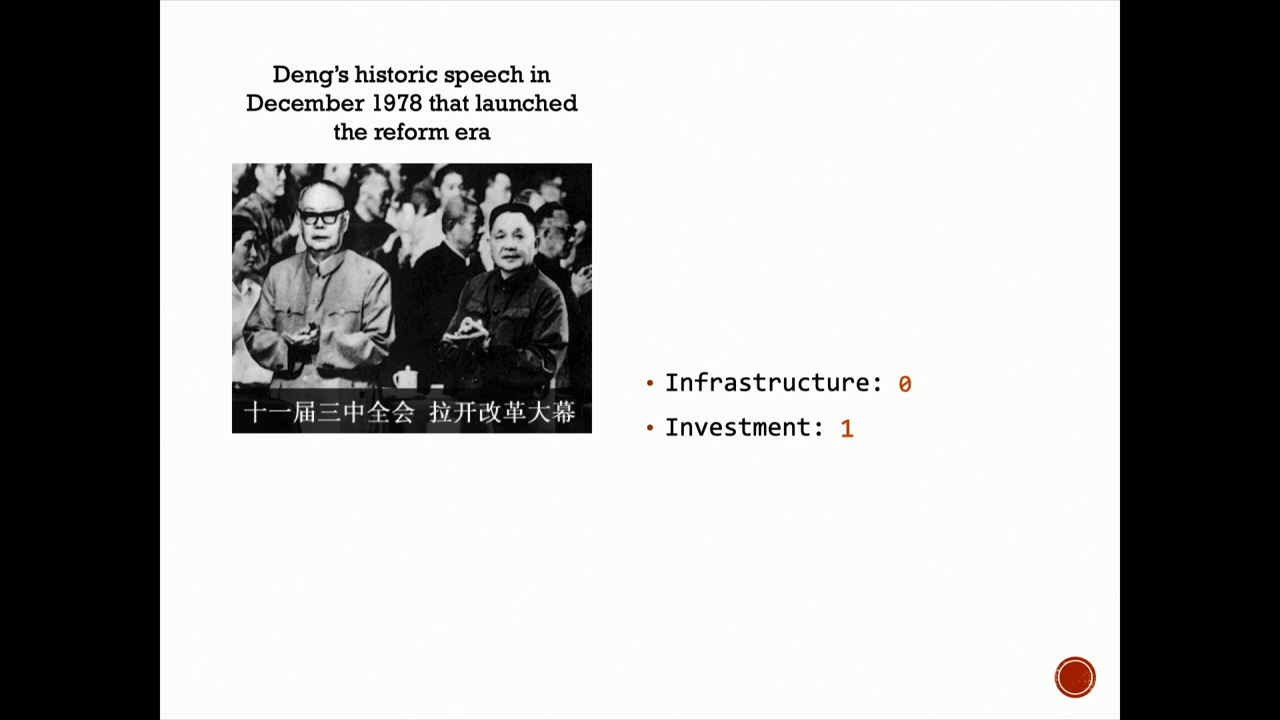 Deng’s historic speech in
December 1978 that launched
the reform era
十一届三中全会 拉开改革大幕
• Infrastructure: 0
• Investment: 1